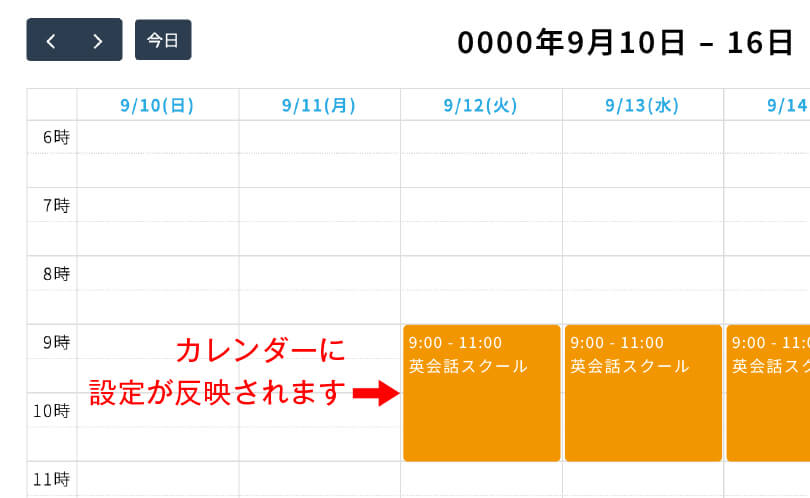 今日
0000年9月10日 – 16日
9/10(日) 9/11(月) 9/12(火) 9/13(水) 9/14
6時
7時
8時
9時
10時
11時
カレンダーに
設定が反映されます
9:00 - 11:00
英会話スクール
9:00 - 11:00
英会話スクール
9:00 - 11:0
英会話スク